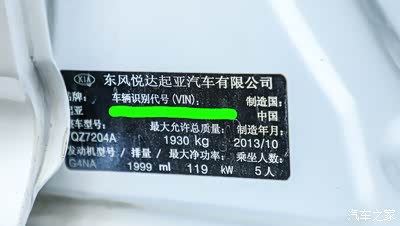 KIA 东风悦达起亚汽车有限公司
品牌: 车辆识别代号(VIN): 制造国:
起亚 中国
车型号: 最大允许总质量: 制造年月:
YQZ7204A 1930 kg 2013/10
发动机型号/排量/最大净功率: 乘坐人数:
G4NA 1999 ml 119 kW 5人
汽车之家